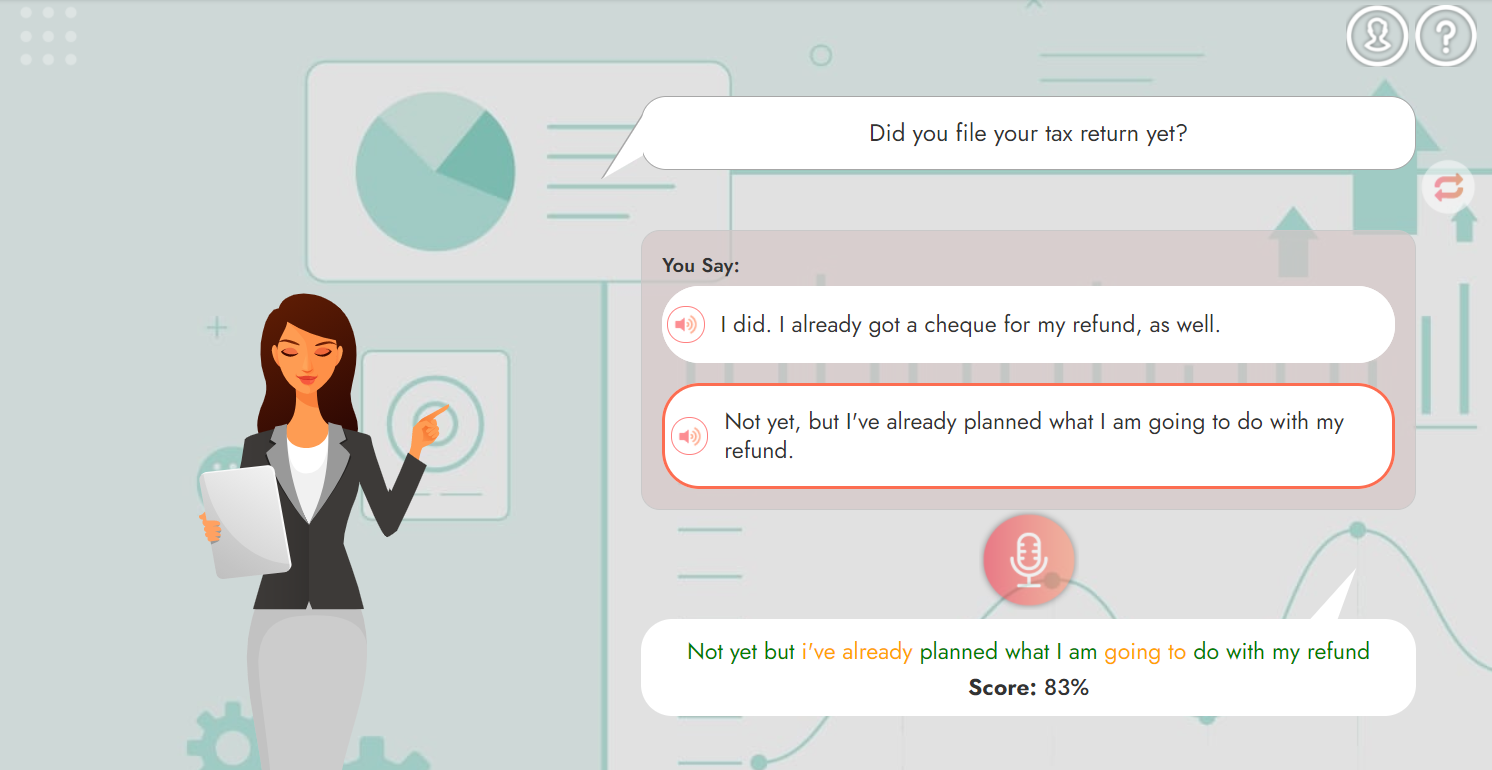 ?
Did you file your tax return yet?
You Say:
I did. I already got a cheque for my refund, as well.
Not yet, but I've already planned what I am going to do with my
refund.
Not yet but i've already planned what I am going to do with my refund
Score: 83%